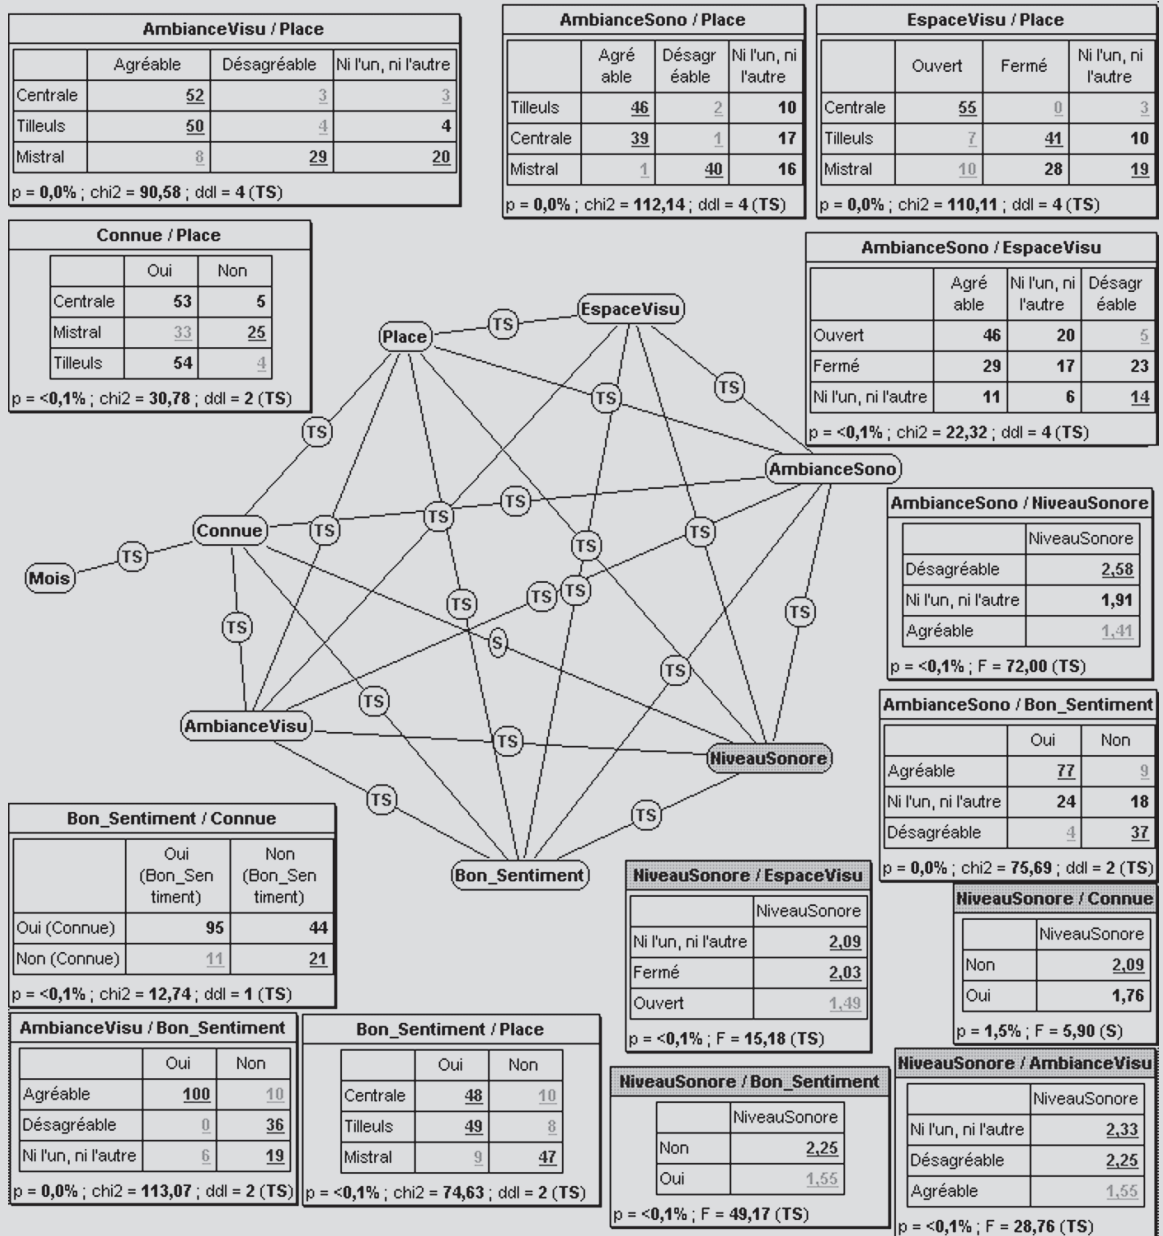 AmbianceVisu / Place
Agréable Désagréable Ni l'un, ni l'autre
Centrale 52 3 3
Tilleuls 50 4 4
Mistral 8 29 20
p = 0,0% ; chi2 = 90,58 ; ddl = 4 (TS)
AmbianceSono / Place
Agré Désagr Ni l'un, ni
able éable l'autre
Tilleuls 46 2 10
Centrale 39 1 17
Mistral 1 40 16
p = 0,0% ; chi2 = 112,14 ; ddl = 4 (TS)
EspaceVisu / Place
Ouvert Fermé Ni l'un, ni
l'autre
Centrale 55 0 3
Tilleuls 7 41 10
Mistral 10 28 19
p = 0,0% ; chi2 = 110,11 ; ddl = 4 (TS)
Connue / Place
Oui Non
Centrale 53 5
Mistral 33 25
Tilleuls 54 4
p = <0,1% ; chi2 = 30,78 ; ddl = 2 (TS)
AmbianceSono / EspaceVisu
Agré Ni l'un, ni Désagr
able l'autre éable
Ouvert 46 20 5
Fermé 29 17 23
Ni l'un, ni l'autre 11 6 14
p = <0,1% ; chi2 = 22,32 ; ddl = 4 (TS)
EspaceVisu
Place
TS
TS
TS
TS
AmbianceSono
TS
TS
TS
TS
TS
Connue
TS
TS
Mois
TS
TS
TS
TS
TS
S
TS
TS
AmbianceVisu
TS
NiveauSonore
TS
TS
Bon_Sentiment
AmbianceSono / NiveauSonore
NiveauSonore
Désagréable 2,58
Ni l'un, ni l'autre 1,91
Agréable 1,41
p = <0,1% ; F = 72,00 (TS)
AmbianceSono / Bon_Sentiment
Oui Non
Agréable 77 9
Ni l'un, ni l'autre 24 18
Désagréable 4 37
p = 0,0% ; chi2 = 75,69 ; ddl = 2 (TS)
Bon_Sentiment / Connue
Oui Non
(Bon_Sen (Bon_Sen
timent) timent)
Oui (Connue) 95 44
Non (Connue) 11 21
p = <0,1% ; chi2 = 12,74 ; ddl = 1 (TS)
NiveauSonore / EspaceVisu
NiveauSonore
Ni l'un, ni l'autre 2,09
Fermé 2,03
Ouvert 1,49
p = <0,1% ; F = 15,18 (TS)
NiveauSonore / Connue
NiveauSonore
Non 2,09
Oui 1,76
p = 1,5% ; F = 5,90 (S)
AmbianceVisu / Bon_Sentiment
Oui Non
Agréable 100 10
Désagréable 0 36
Ni l'un, ni l'autre 6 19
p = 0,0% ; chi2 = 113,07 ; ddl = 2 (TS)
Bon_Sentiment / Place
Oui Non
Centrale 48 10
Tilleuls 49 8
Mistral 9 47
p = <0,1% ; chi2 = 74,63 ; ddl = 2 (TS)
NiveauSonore / Bon_Sentiment
NiveauSonore
Non 2,25
Oui 1,55
p = <0,1% ; F = 49,17 (TS)
NiveauSonore / AmbianceVisu
NiveauSonore
Ni l'un, ni l'autre 2,33
Désagréable 2,25
Agréable 1,55
p = <0,1% ; F = 28,76 (TS)